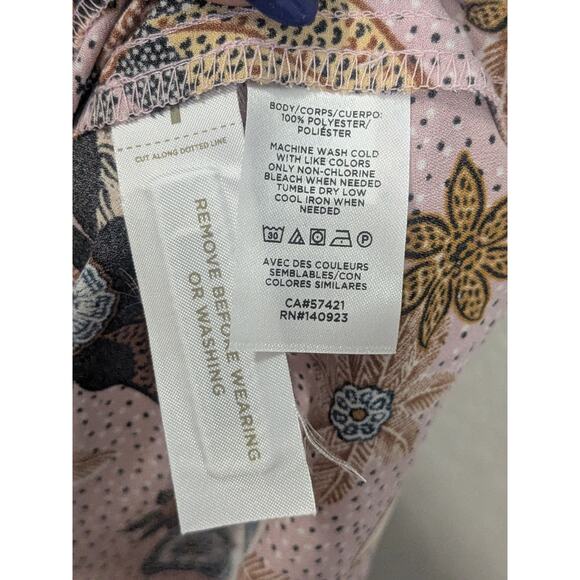 BODY/CORPS/CUERPO:
100% POLYESTER/
POLIÉSTER
MACHINE WASH COLD
WITH LIKE COLORS
ONLY NON-CHLORINE
BLEACH WHEN NEEDED
TUMBLE DRY LOW
COOL IRON WHEN
NEEDED
30 P
AVEC DES COULEURS
SEMBLABLES/CON
COLORES SIMILARES
CA#57421
RN#140923
CUT ALONG DOTTED LINE
REMOVE BEFORE WEARING
OR WASHING